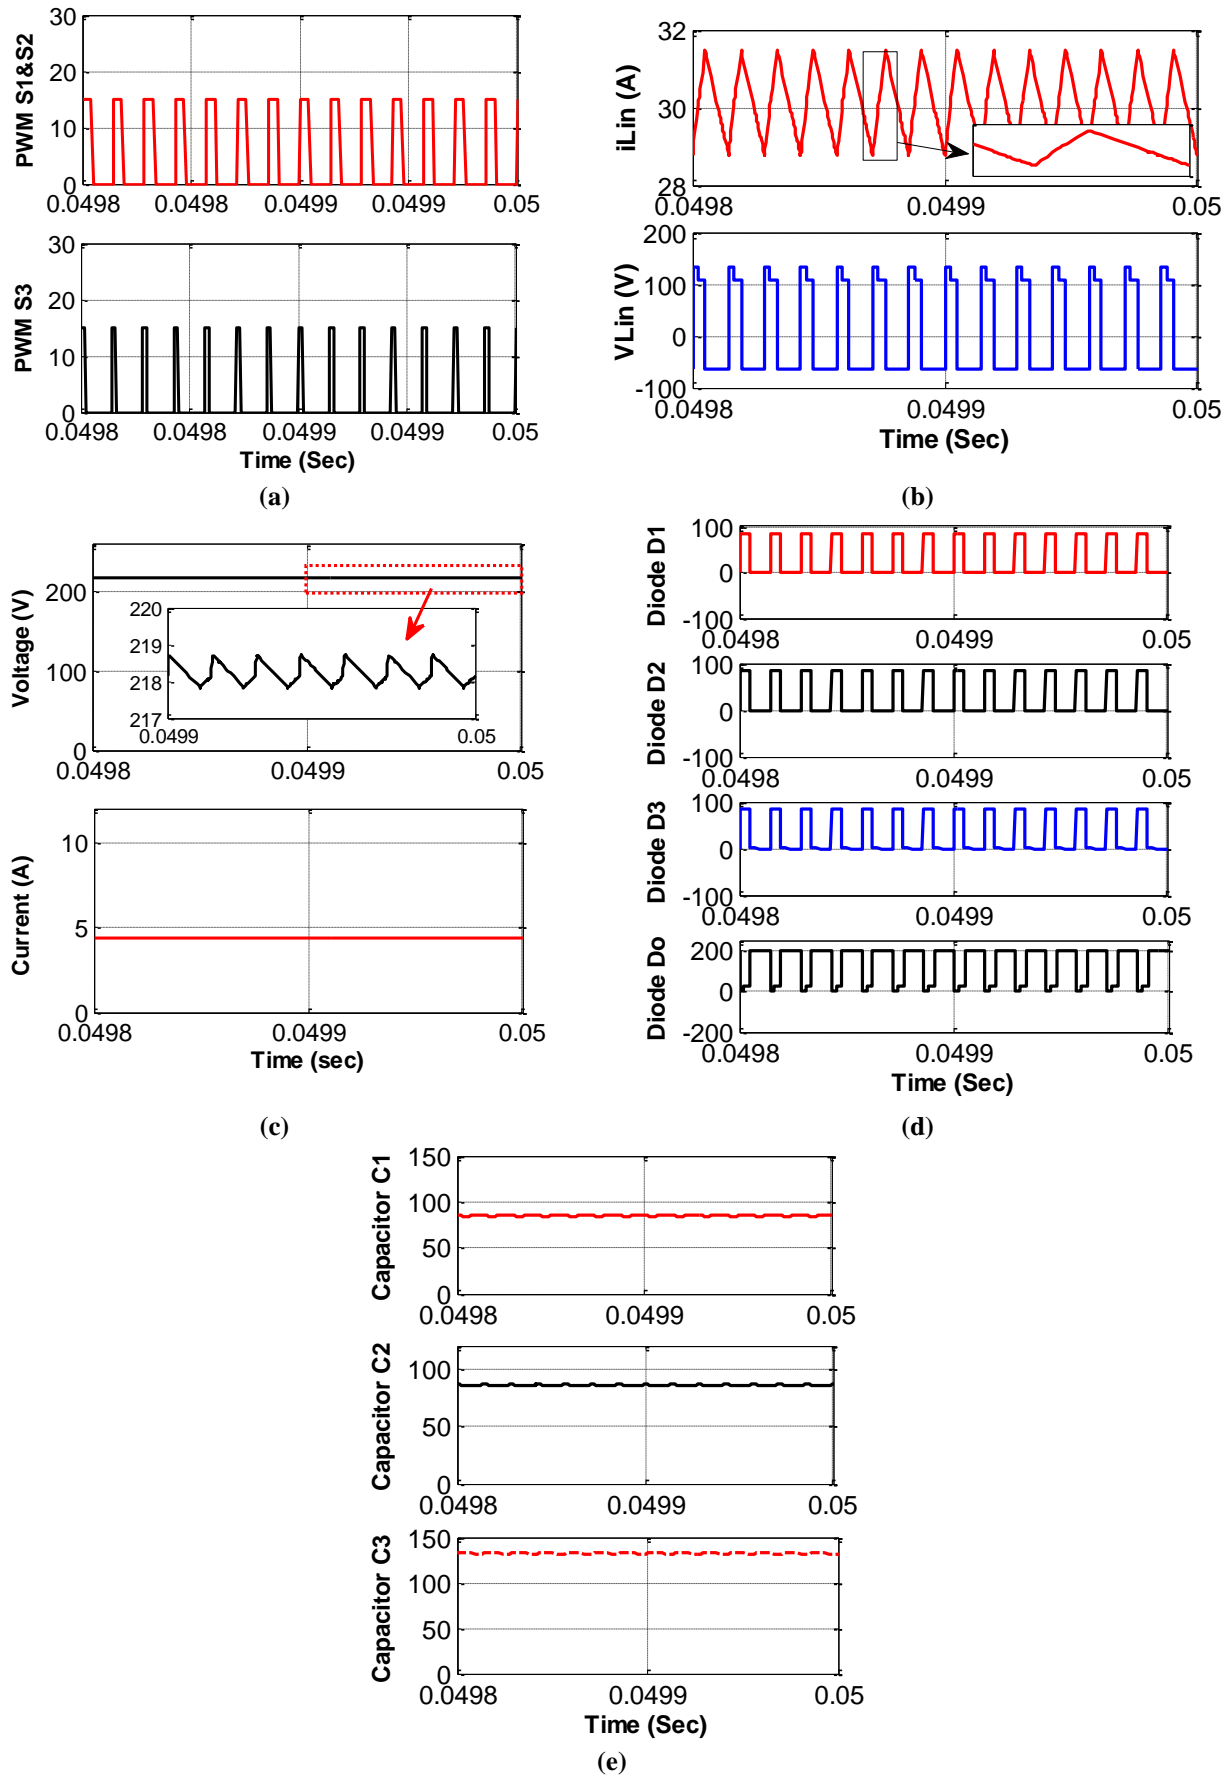 PWM S1&S2
30
20
10
0
0.0498 0.0498 0.0499 0.0499 0.05
PWM S3
30
20
10
0
0.0498 0.0498 0.0499 0.0499 0.05
Time (Sec)
(a)
iLin (A)
32
30
28
0.0498 0.0499 0.05
VLin (V)
200
100
0
-100
0.0498 0.0499 0.05
Time (Sec)
(b)
Voltage (V)
200
100
0
220
219
218
217
0.0499 0.05
0.0498 0.0499 0.05
Current (A)
10
5
0
0.0498 0.0499 0.05
Time (sec)
(c)
Diode D1
100
0
-100
0.0498 0.0499 0.05
Diode D2
100
0
-100
0.0498 0.0499 0.05
Diode D3
100
0
-100
0.0498 0.0499 0.05
Diode Do
200
0
-200
0.0498 0.0499 0.05
Time (Sec)
(d)
Capacitor C1
150
100
50
0
0.0498 0.0499 0.05
Capacitor C2
100
50
0
0.0498 0.0499 0.05
Capacitor C3
150
100
50
0
0.0498 0.0499 0.05
Time (Sec)
(e)